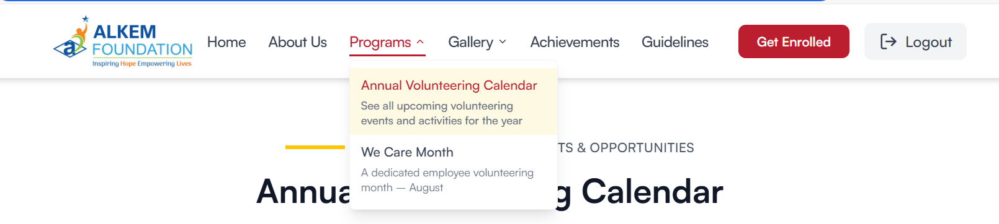 ALKEM
FOUNDATION
Inspiring Hope Empowering Lives
Home About Us Programs Gallery Achievements Guidelines Get Enrolled Logout
Annual Volunteering Calendar
See all upcoming volunteering
events and activities for the year
We Care Month
A dedicated employee volunteering
month — August
& OPPORTUNITIES
Calendar